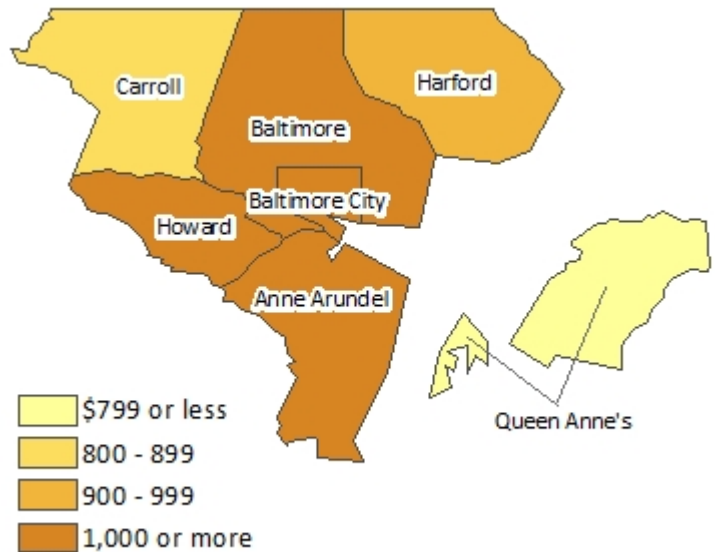 Carroll
Harford
Baltimore
Baltimore City
Howard
Anne Arundel
Queen Anne's
$799 or less
800 - 899
900 - 999
1,000 or more